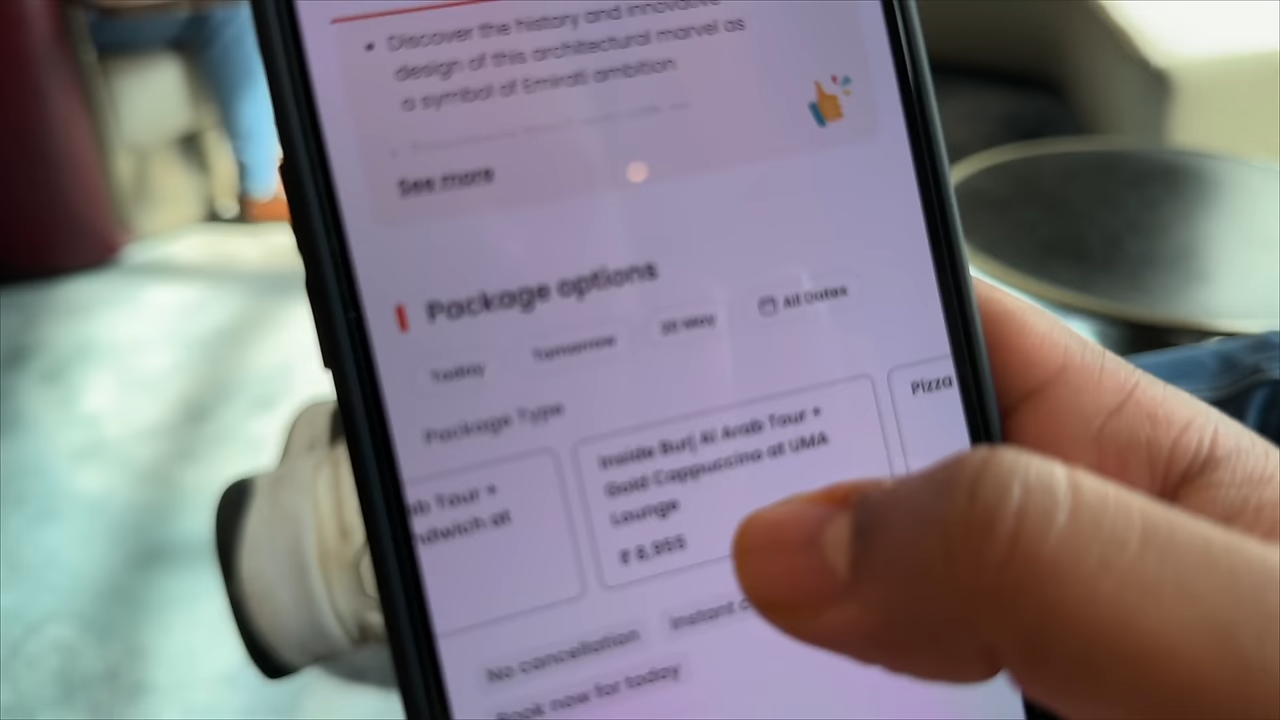 Discover the history and innovative
design of this architectural marvel as
a symbol of Emirati ambition
See more
Package options
Today
Tomorrow
All Dates
Package Type
ab Tour +
ndwich at
Inside Burj Al Arab Tour +
Gold Cappuccino at UMA
Lounge
₹ 6,955
Pizza
No cancellation
Instant
Book now for today